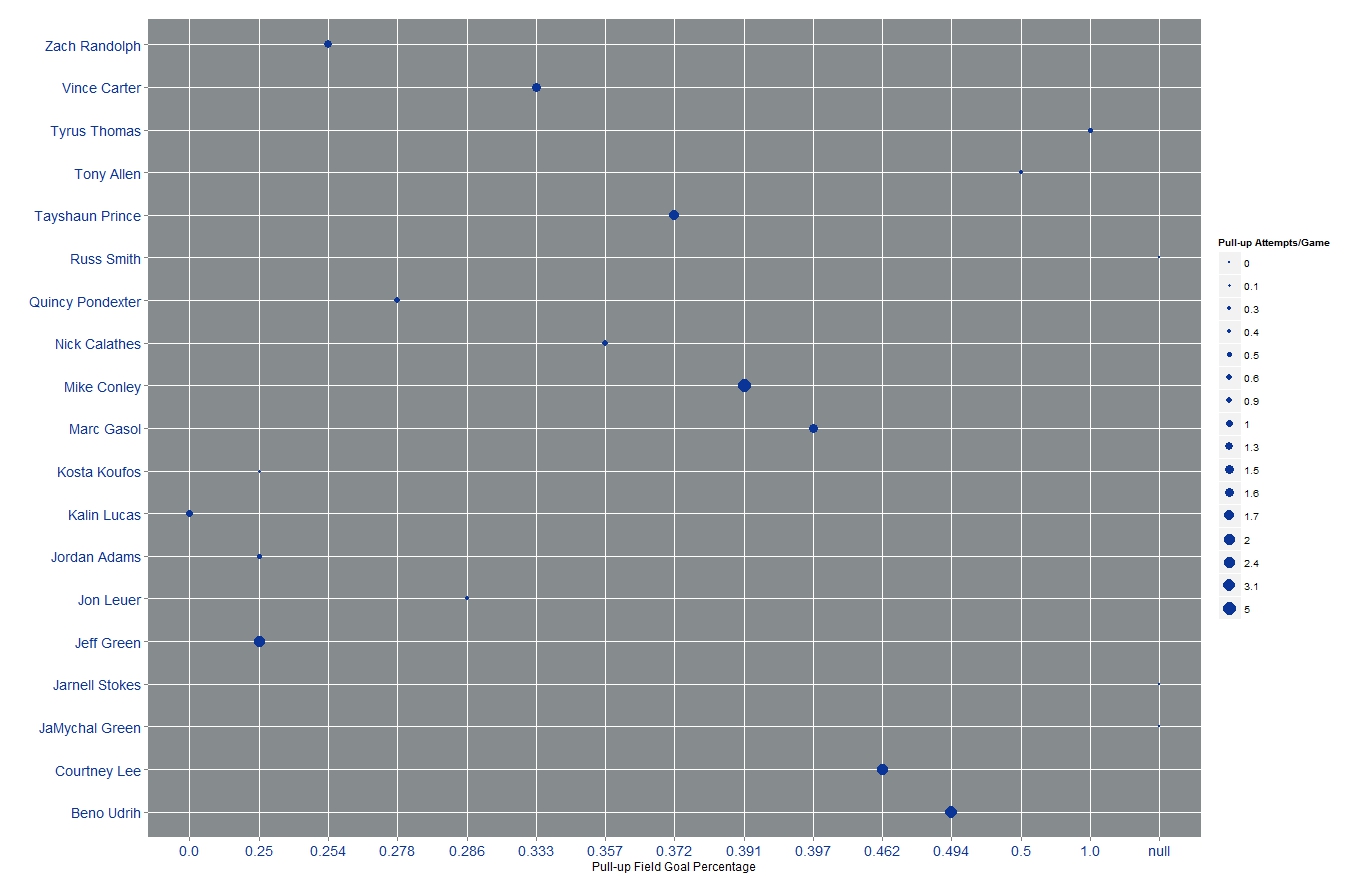 Zach Randolph
Vince Carter
Tyrus Thomas
Tony Allen
Tayshaun Prince
Russ Smith
Quincy Pondexter
Nick Calathes
Mike Conley
Marc Gasol
Kosta Koufos
Kalin Lucas
Jordan Adams
Jon Leuer
Jeff Green
Jarnell Stokes
JaMychal Green
Courtney Lee
Beno Udrih
0.0 0.25 0.254 0.278 0.286 0.333 0.357 0.372 0.391 0.397 0.462 0.494 0.5 1.0 null
Pull-up Field Goal Percentage
Pull-up Attempts/Game
0
0.1
0.3
0.4
0.5
0.6
0.9
1
1.3
1.5
1.6
1.7
2
2.4
3.1
5